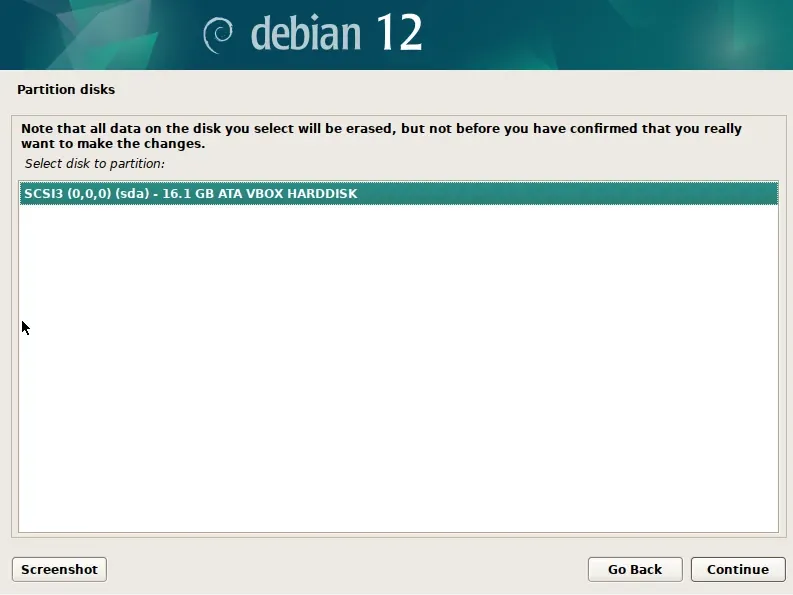 debian 12
Partition disks
Note that all data on the disk you select will be erased, but not before you have confirmed that you really
want to make the changes.
Select disk to partition:
SCSI3 (0,0,0) (sda) - 16.1 GB ATA VBOX HARDDISK
Screenshot
Go Back
Continue